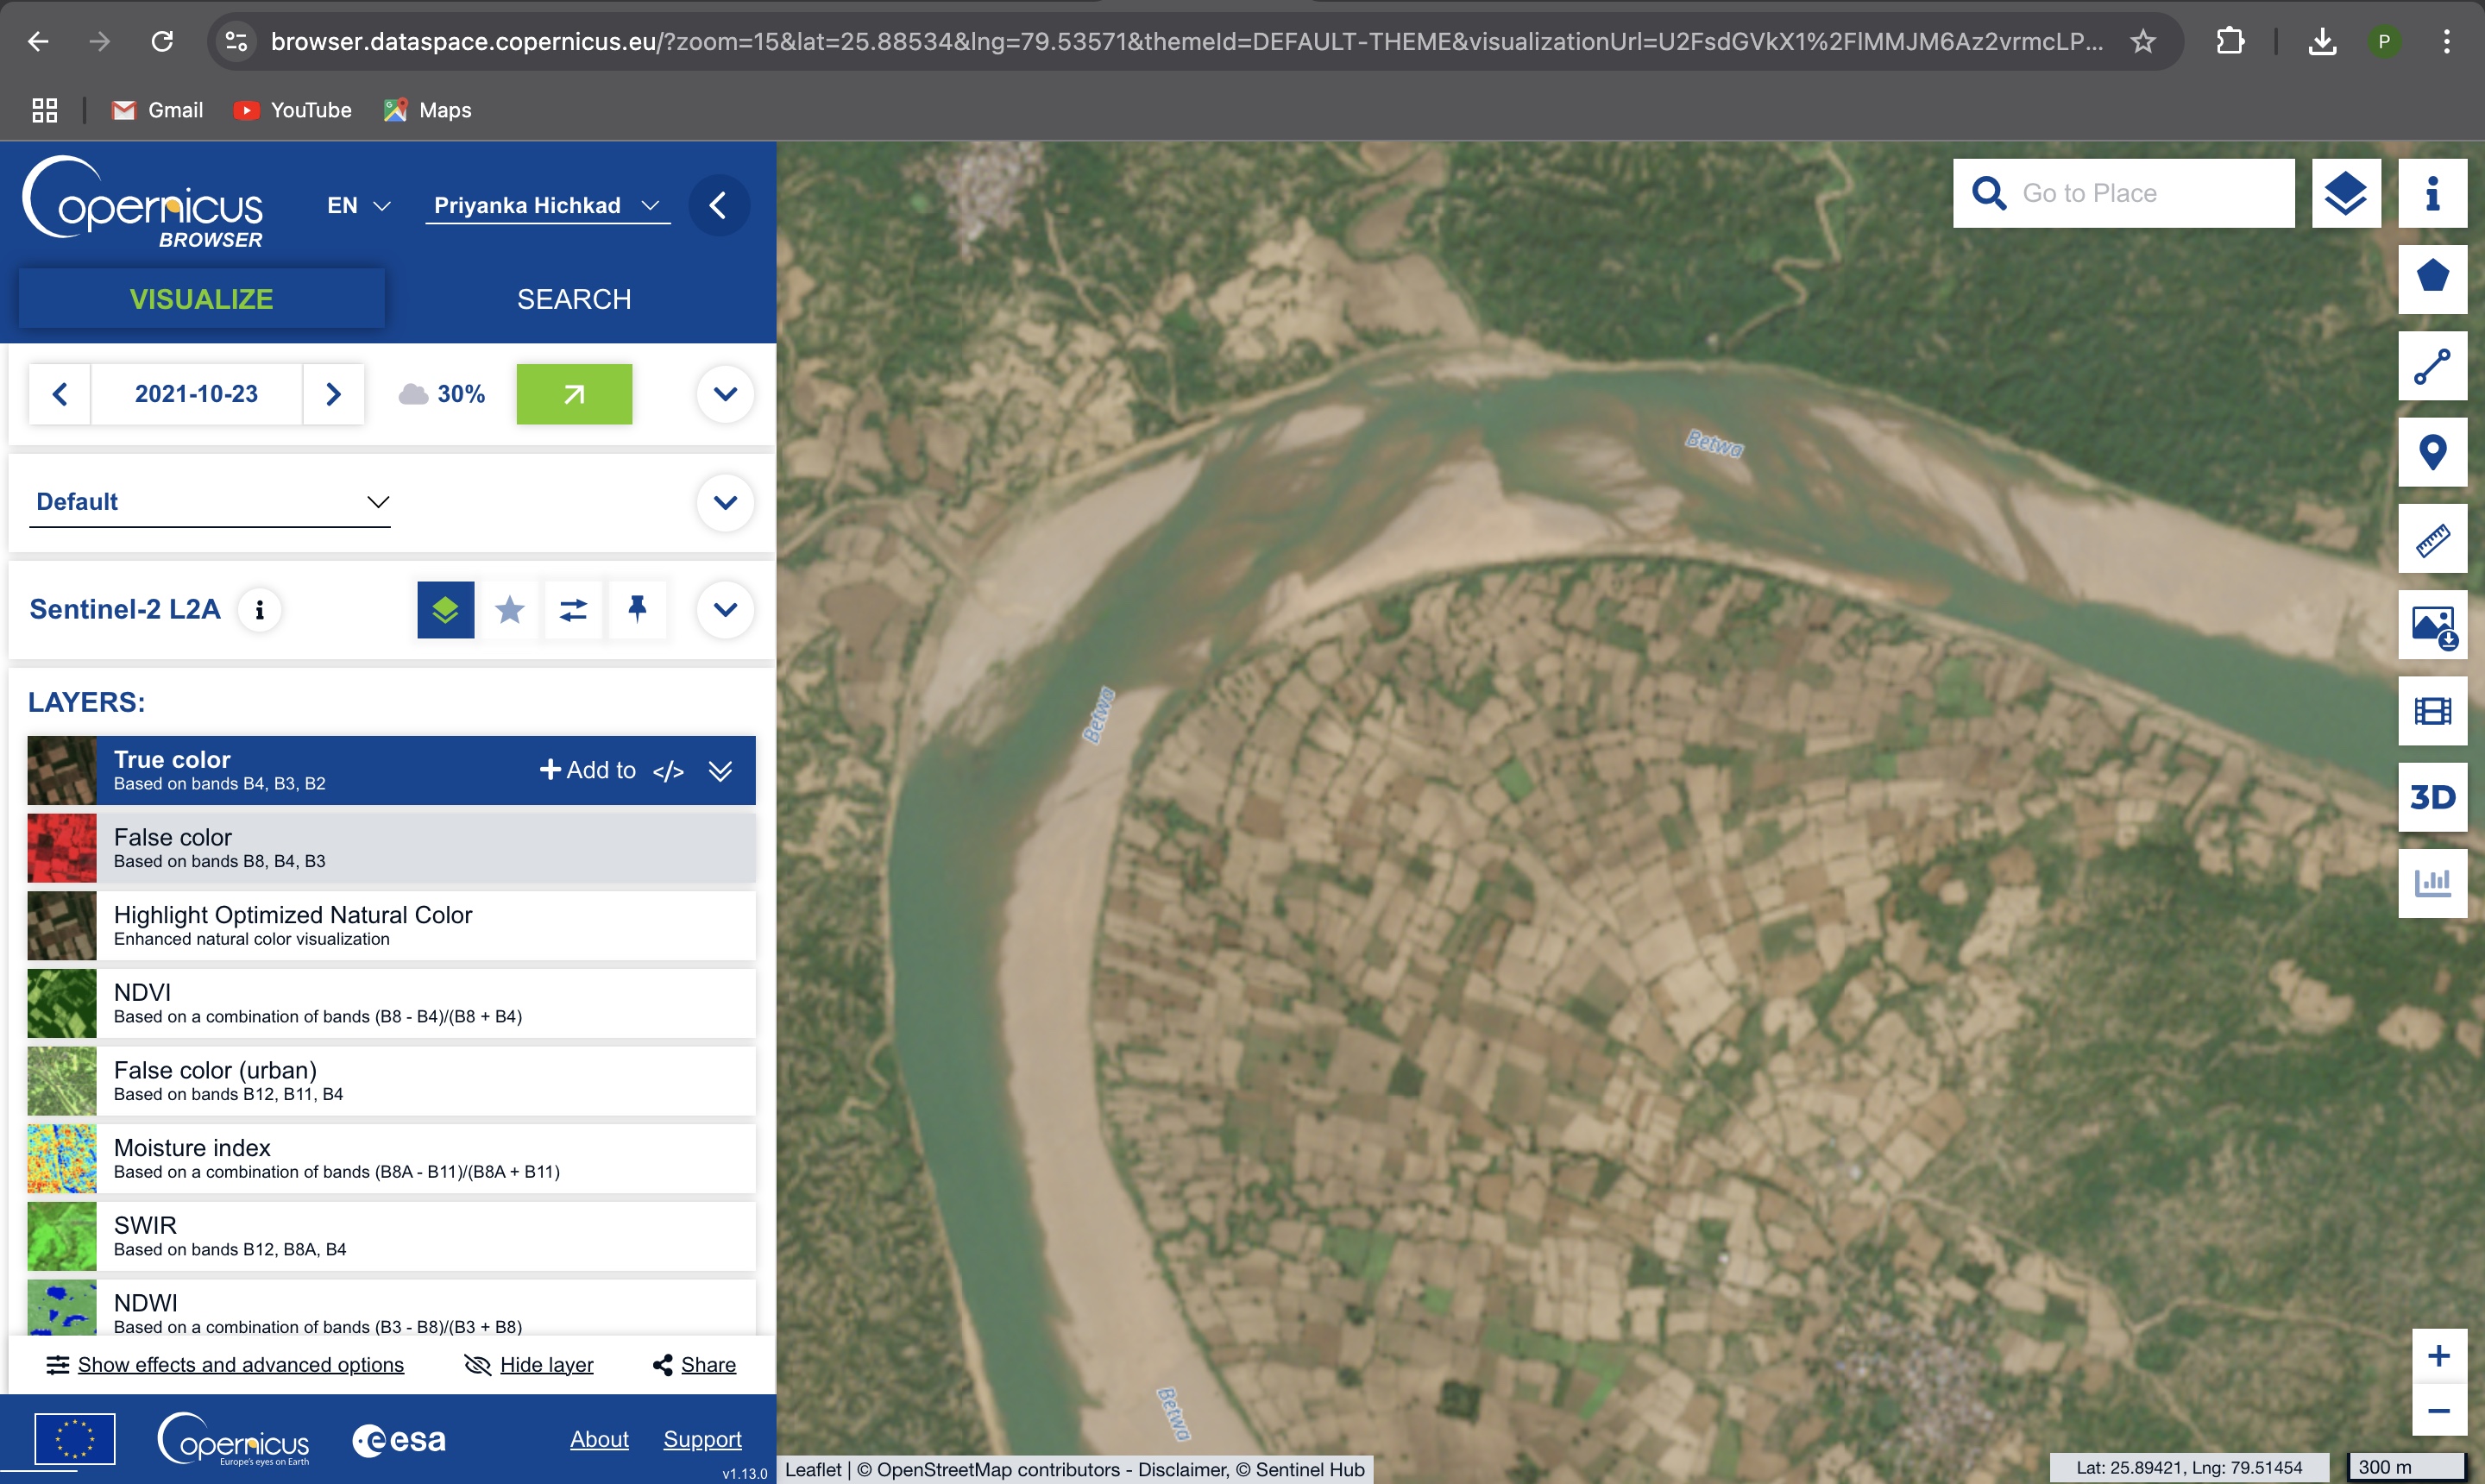 browser.dataspace.copernicus.eu/?zoom=15&lat=25.88534&lng=79.53571&themeId=DEFAULT-THEME&visualizationUrl=U2FsdGVkX1%2FlMMJM6Az2vrmcLP...
P
Gmail
YouTube
Maps
opernicus
BROWSER
EN
Priyanka Hichkad
VISUALIZE
SEARCH
2021-10-23
30%
Default
Sentinel-2 L2A
LAYERS:
True color
Based on bands B4, B3, B2
Add to </>
False color
Based on bands B8, B4, B3
Highlight Optimized Natural Color
Enhanced natural color visualization
NDVI
Based on a combination of bands (B8 - B4)/(B8 + B4)
False color (urban)
Based on bands B12, B11, B4
Moisture index
Based on a combination of bands (B8A - B11)/(B8A + B11)
SWIR
Based on bands B12, B8A, B4
NDWI
Based on a combination of bands (B3 - B8)/(B3 + B8)
Show effects and advanced options
Hide layer
Share
opernicus
Europe's eyes on Earth
esa
About
Support
v1.13.0
Go to Place
Betwa
Betwa
Betwa
3D
+
−
Leaflet | © OpenStreetMap contributors - Disclaimer, © Sentinel Hub
Lat: 25.89421, Lng: 79.51454
300 m